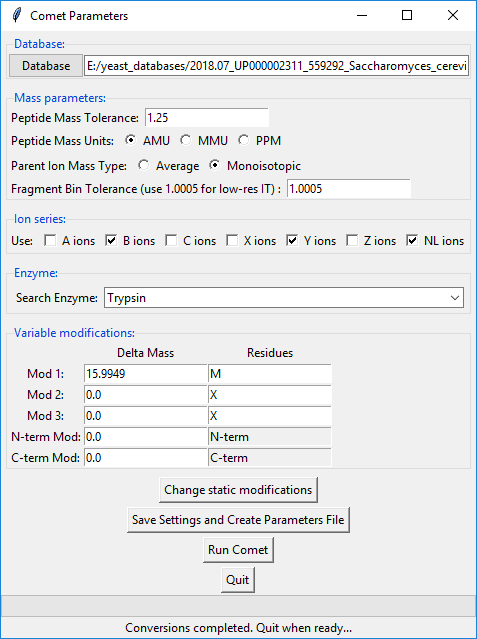 Comet Parameters
Database:
Database E:/yeast_databases/2018.07_UP000002311_559292_Saccharomyces_cerevi
Mass parameters:
Peptide Mass Tolerance: 1.25
Peptide Mass Units: AMU MMU PPM
Parent Ion Mass Type: Average Monoisotopic
Fragment Bin Tolerance (use 1.0005 for low-res IT) : 1.0005
Ion series:
Use: A ions B ions C ions X ions Y ions Z ions NL ions
Enzyme:
Search Enzyme: Trypsin
Variable modifications:
Delta Mass Residues
Mod 1: 15.9949 M
Mod 2: 0.0 X
Mod 3: 0.0 X
N-term Mod: 0.0 N-term
C-term Mod: 0.0 C-term
Change static modifications
Save Settings and Create Parameters File
Run Comet
Quit
Conversions completed. Quit when ready...